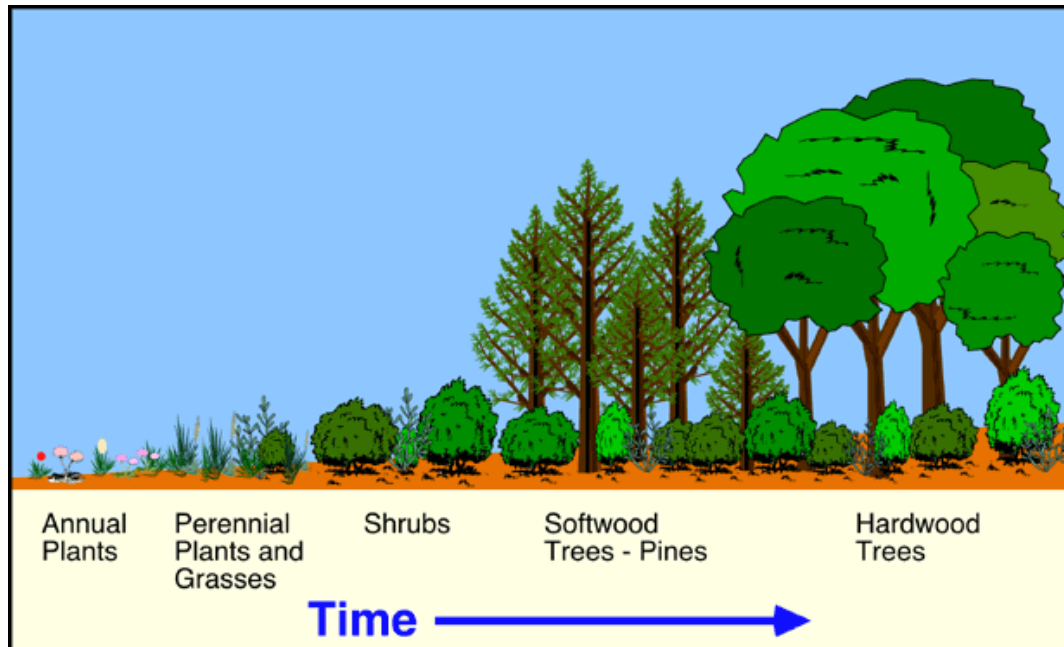 Annual
Plants
Perennial
Plants and
Grasses
Shrubs
Softwood
Trees - Pines
Hardwood
Trees
Time